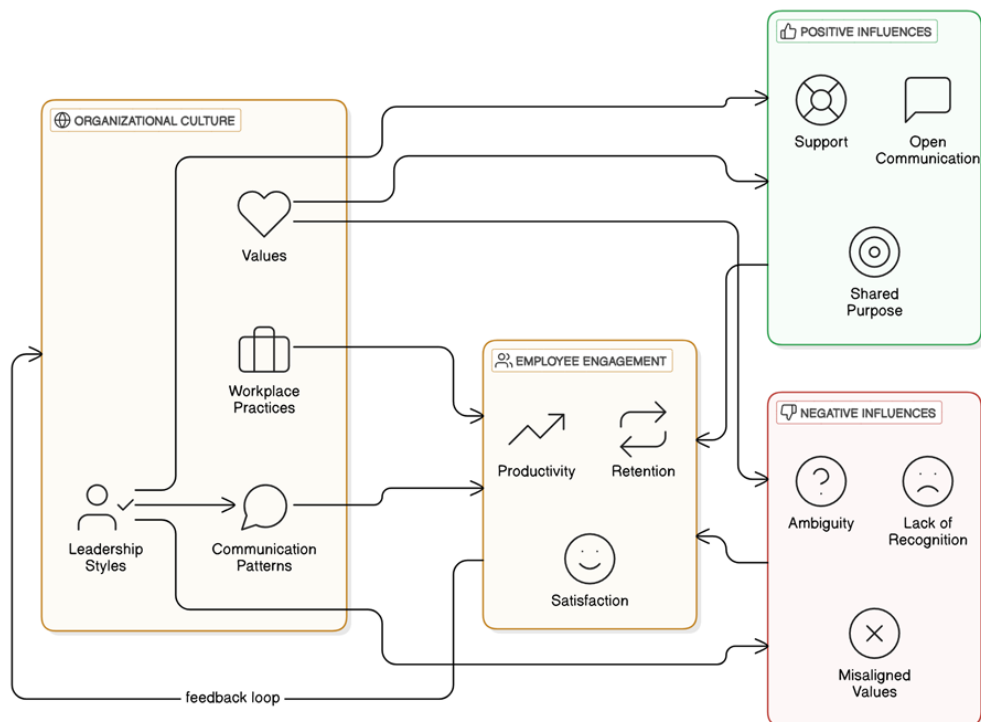 POSITIVE INFLUENCES
Support
Open
Communication
Shared
Purpose
ORGANIZATIONAL CULTURE
Values
Workplace
Practices
Leadership
Styles
Communication
Patterns
EMPLOYEE ENGAGEMENT
Productivity
Retention
Satisfaction
NEGATIVE INFLUENCES
Ambiguity
Lack of
Recognition
Misaligned
Values
feedback loop